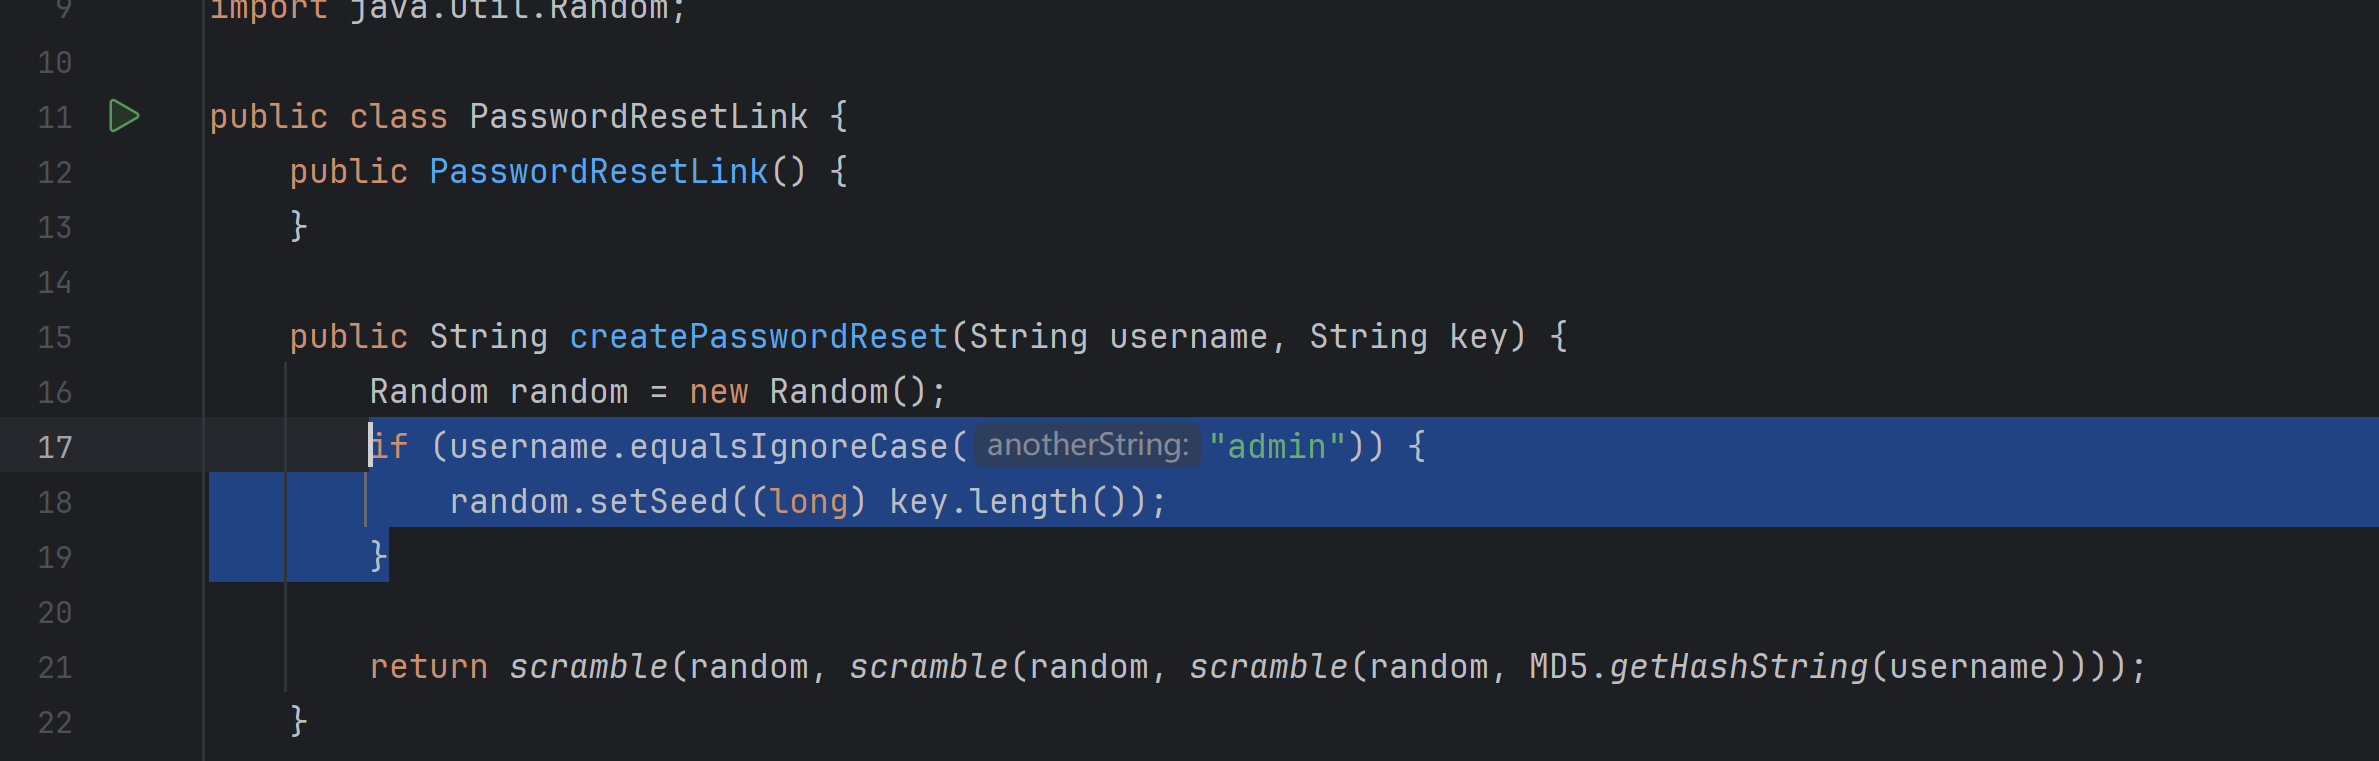 9 import java.util.Random;
10
11 public class PasswordResetLink {
12 public PasswordResetLink() {
13 }
14
15 public String createPasswordReset(String username, String key) {
16 Random random = new Random();
17 if (username.equalsIgnoreCase( anotherString: "admin")) {
18 random.setSeed((long) key.length());
19 }
20
21 return scramble(random, scramble(random, scramble(random, MD5.getHashString(username))));
22 }